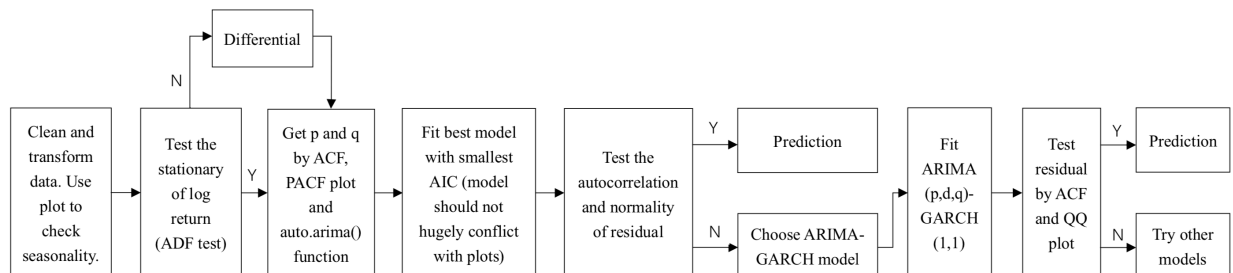 Differential
N
Clean and
transform
data. Use
plot to
check
seasonality.
Test the
stationary
of log
return
(ADF test)
Y
Get p and q
by ACF,
PACF plot
and
auto.arima()
function
Fit best model
with smallest
AIC (model
should not
hugely conflict
with plots)
Test the
autocorrelation
and normality
of residual
Y
Prediction
N
Choose ARIMA-
GARCH model
Fit
ARIMA
(p,d,q)-
GARCH
(1,1)
Test
residual
by ACF
and QQ
plot
Y
Prediction
N
Try other
models